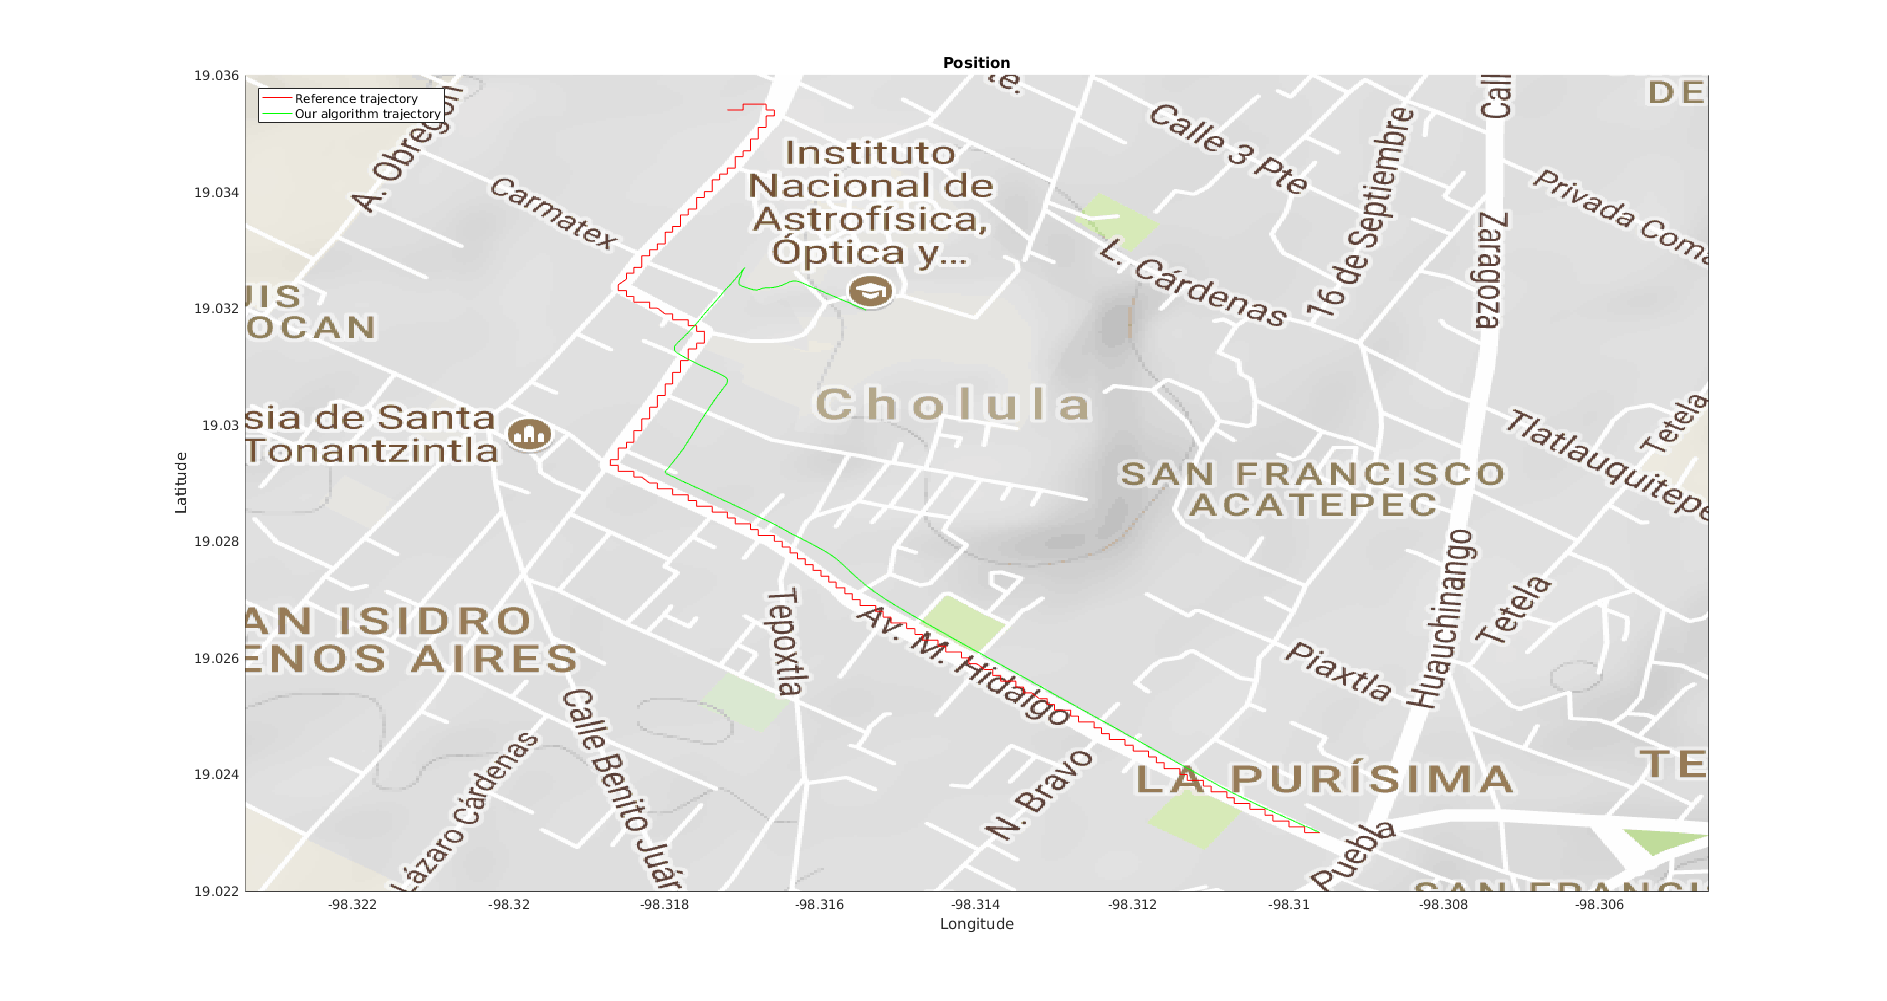 Position
19.036
19.034
19.032
19.03
19.028
19.026
19.024
19.022
Latitude
-98.322
-98.32
-98.318
-98.316
-98.314
-98.312
-98.31
-98.308
-98.306
Longitude
Reference trajectory
Our algorithm trajectory
A. Obregón
Carmatex
Instituto
Nacional de
Astrofísica,
Óptica y...
te.
Calle 3 Pte
16 de Septiembre
Call
Zaragoza
DE
Privada Coma
L. Cárdenas
UIS
OCAN
Cholula
sia de Santa
Tonantzintla
SAN FRANCISCO
ACATEPEC
Tlatlauquitepe
Tetela
Huauchinango
Tetela
AN ISIDRO
ENOS AIRES
Tepoxtla
Av. M. Hidalgo
Piaxtla
Calle Benito Juár
Lázaro Cárdenas
N. Bravo
LA PURÍSIMA
TE
Puebla
SAN FRANCI